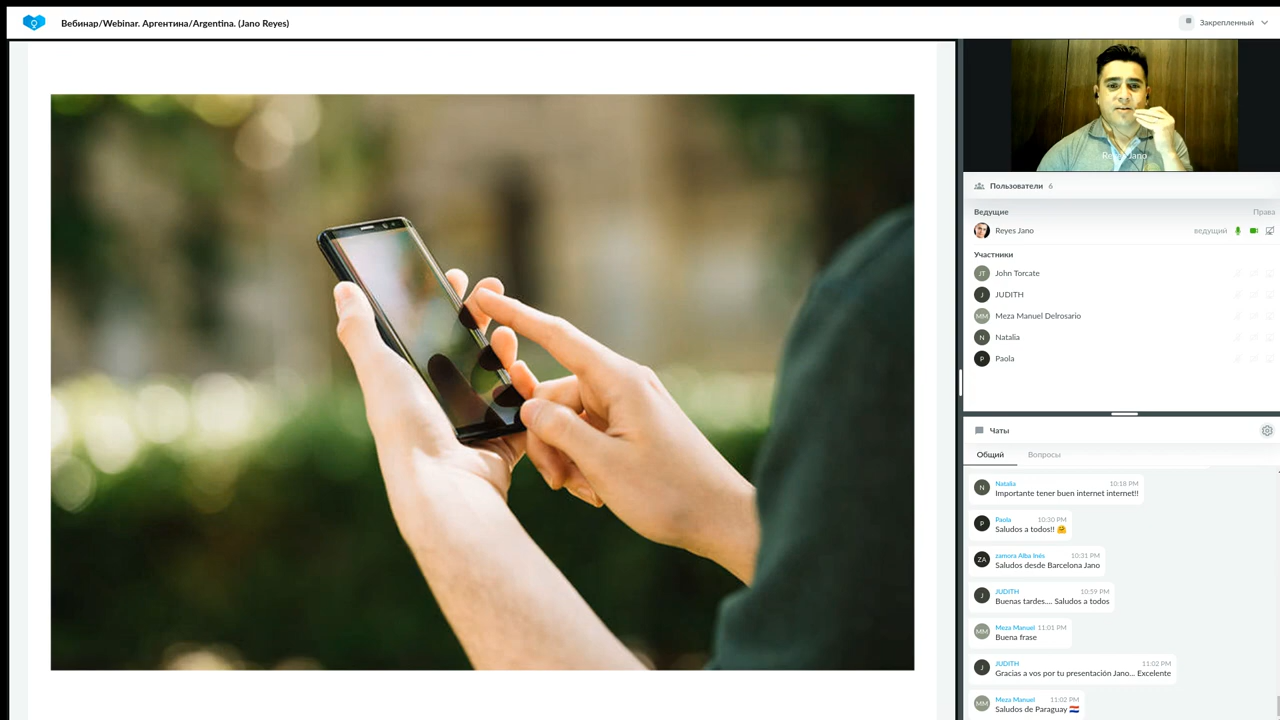 Вебинар/Webinar. Аргентина/Argentina. (Jano Reyes)
Закрепленный
Reyes Jano
Пользователи 6
Ведущие Права
Reyes Jano ведущий
Участники
JT John Torcate
J JUDITH
MM Meza Manuel Delrosario
N Natalia
P Paola
Чаты
Общий Вопросы
N Natalia 10:18 PM
Importante tener buen internet internet!!
P Paola 10:30 PM
Saludos a todos!! 🤗
ZA zamora Alba Inés 10:31 PM
Saludos desde Barcelona Jano
J JUDITH 10:59 PM
Buenas tardes.... Saludos a todos
MM Meza Manuel 11:01 PM
Buena frase
J JUDITH 11:02 PM
Gracias a vos por tu presentación Jano... Excelente
MM Meza Manuel 11:02 PM
Saludos de Paraguay 🇵🇾